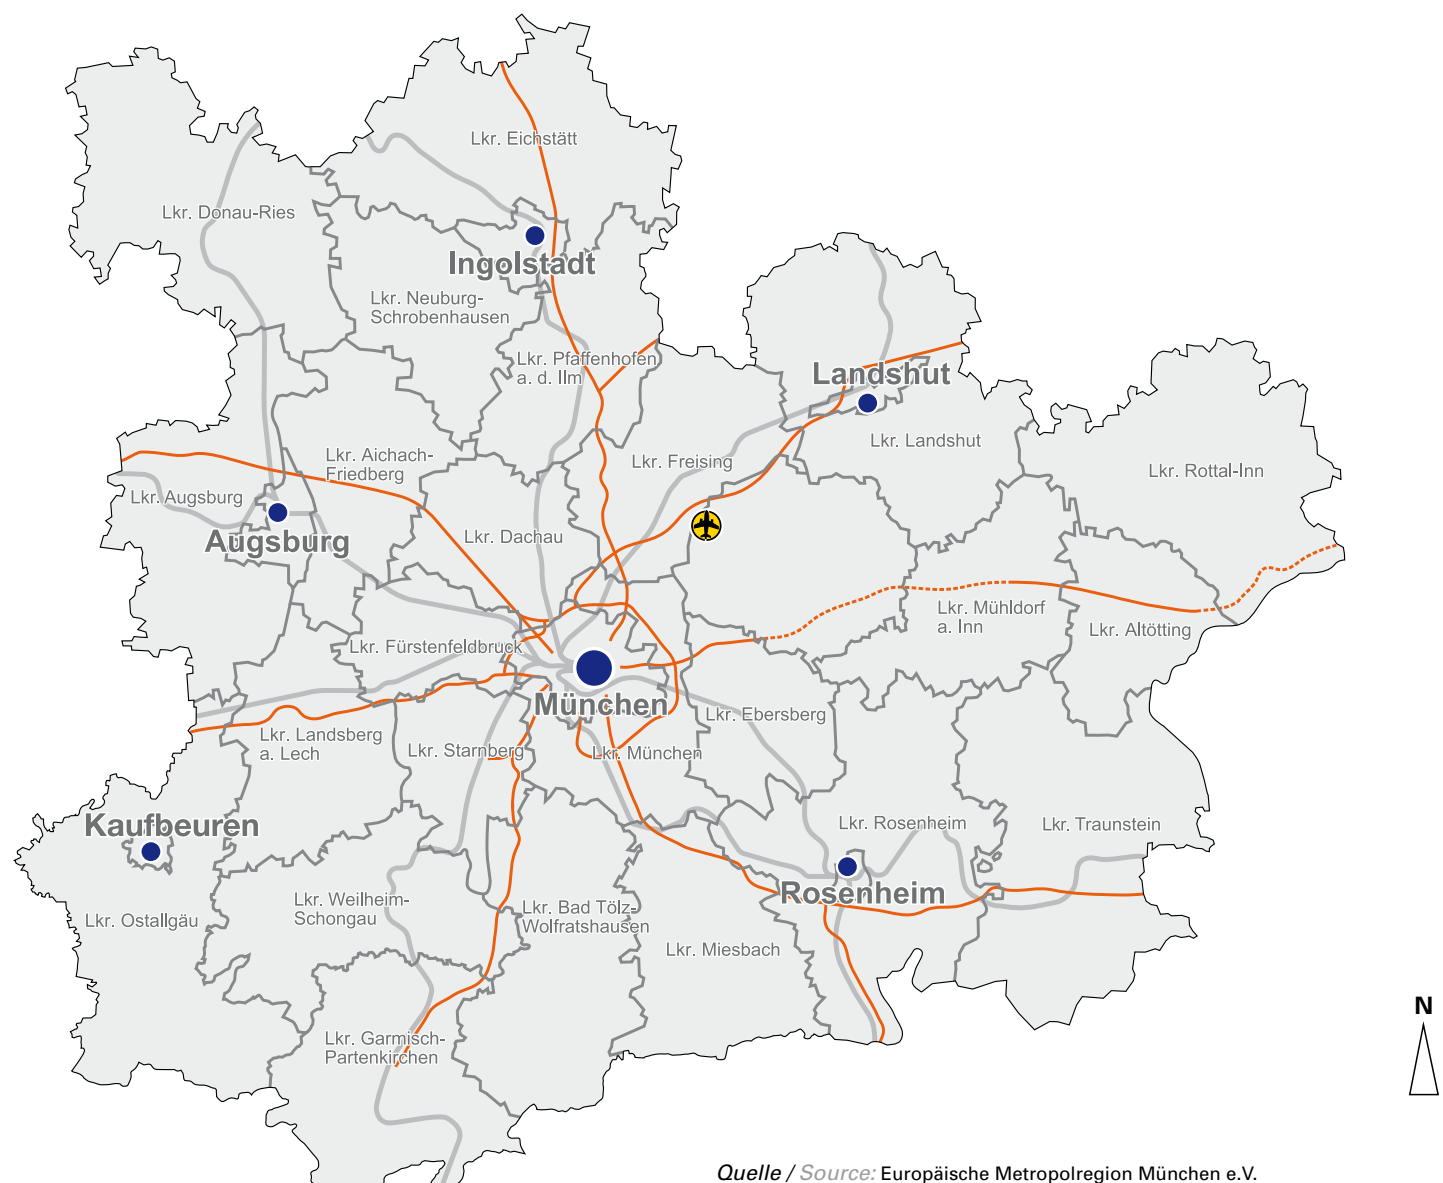 Lkr. Eichstätt
Lkr. Donau-Ries
Ingolstadt
Lkr. Neuburg-
Schrobenhausen
Lkr. Pfaffenhofen
a. d. Ilm
Landshut
Lkr. Landshut
Lkr. Aichach-
Friedberg
Lkr. Freising
Lkr. Rottal-Inn
Lkr. Augsburg
Augsburg
Lkr. Dachau
Lkr. Mühldorf
a. Inn
Lkr. Altötting
Lkr. Fürstenfeldbruck
München
Lkr. Ebersberg
Lkr. Landsberg
a. Lech
Lkr. Starnberg
Lkr. München
Kaufbeuren
Lkr. Rosenheim
Lkr. Traunstein
Rosenheim
Lkr. Ostallgäu
Lkr. Weilheim-
Schongau
Lkr. Bad Tölz-
Wolfratshausen
Lkr. Miesbach
Lkr. Garmisch-
Partenkirchen
N
Quelle / Source: Europäische Metropolregion München e.V.